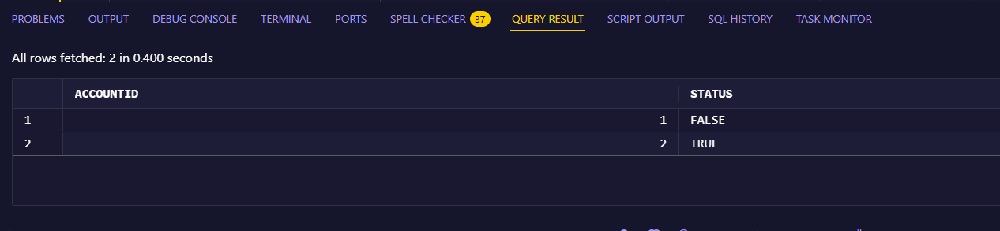 PROBLEMS OUTPUT DEBUG CONSOLE TERMINAL PORTS SPELL CHECKER 37 QUERY RESULT SCRIPT OUTPUT SQL HISTORY TASK MONITOR
All rows fetched: 2 in 0.400 seconds
ACCOUNTID STATUS
1 1 FALSE
2 2 TRUE